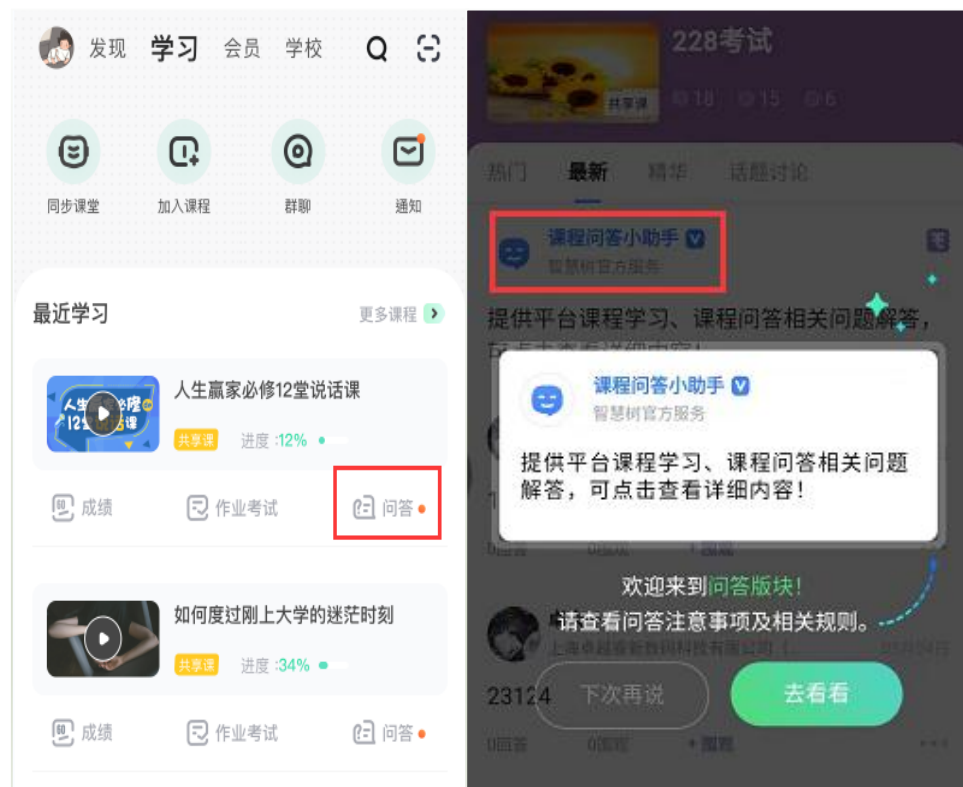 发现 学习 会员 学校
同步课堂 加入课程 群聊 通知
最近学习
更多课程
人生赢家必修12堂说话课
共享课 进度:12%
成绩 作业考试 问答
如何度过刚上大学的迷茫时刻
共享课 进度:34%
成绩 作业考试 问答
228考试
共享课
18 15 6
热门 最新 精华 话题讨论
课程问答小助手
智慧树官方服务
提供平台课程学习、课程问答相关问题解答，
课程问答小助手
智慧树官方服务
提供平台课程学习、课程问答相关问题
解答，可点击查看详细内容！
0回答 0围观 +围观
欢迎来到问答版块！
请查看问答注意事项及相关规则。
23124
下次再说
去看看
0回答 0围观 +围观